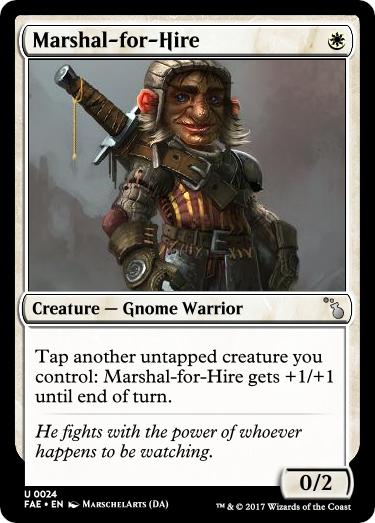 Marshal-for-Hire
Creature — Gnome Warrior
Tap another untapped creature you
control: Marshal-for-Hire gets +1/+1
until end of turn.
He fights with the power of whoever
happens to be watching.
0/2
U 0024
FAE • EN MarschelArts (DA)
™ & © 2017 Wizards of the Coast